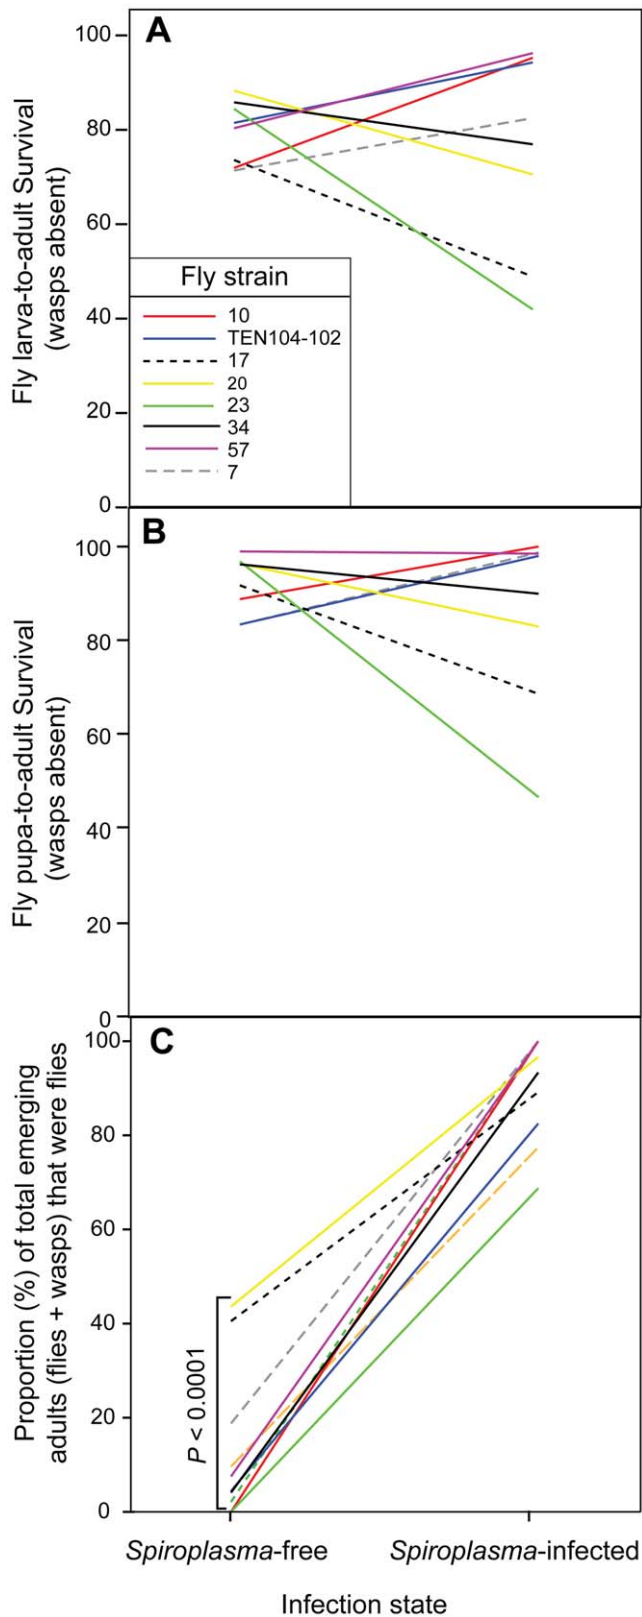 A
Fly larva-to-adult Survival
(wasps absent)
100
80
60
40
20
0
Fly strain
10
TEN104-102
17
20
23
34
57
7
B
Fly pupa-to-adult Survival
(wasps absent)
100
80
60
40
20
0
C
Proportion (%) of total emerging
adults (flies + wasps) that were flies
100
80
60
40
20
0
P < 0.0001
Spiroplasma-free
Spiroplasma-infected
Infection state